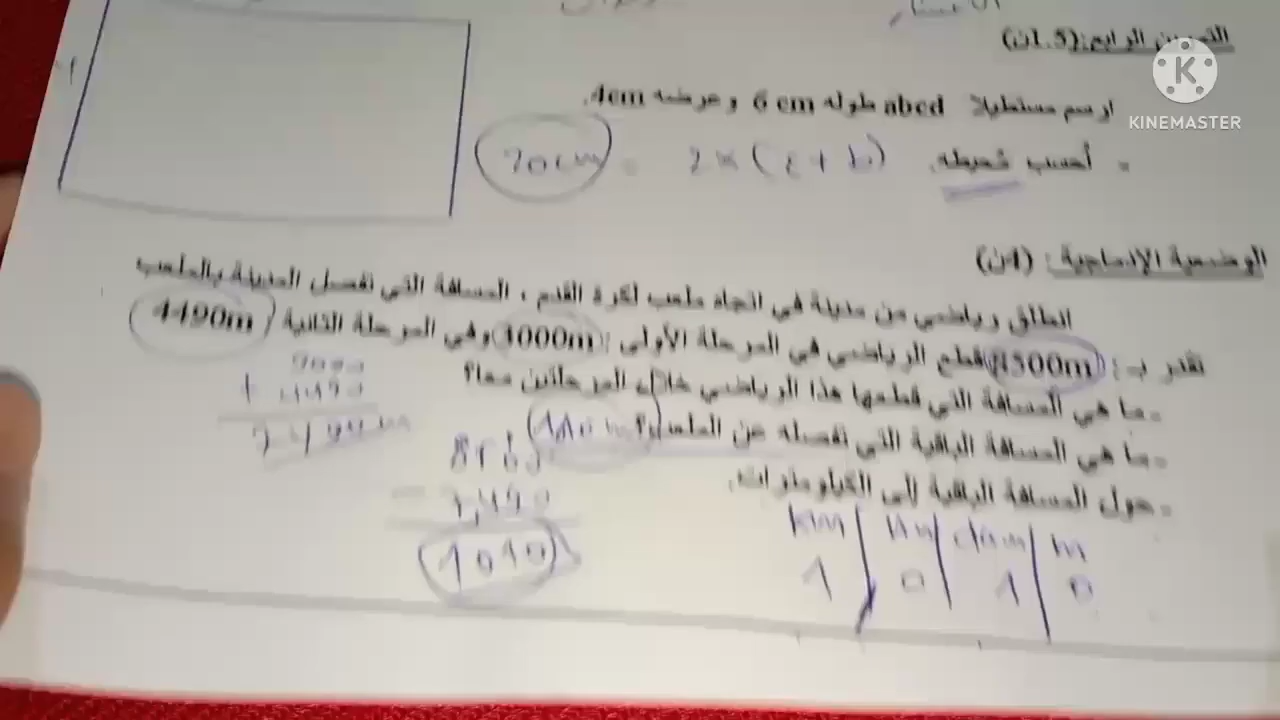 التمرين الرابع:(1.5ن)
KINEMASTER
ارسم مستطيلا abcd طوله 6 cm وعرضه 4cm.
- أحسب محيطه.
الوضعية الإدماجية: (4ن)
انطلق رياضي من مدينة في اتجاه ملعب لكرة القدم ، المسافة التي تفصل المدينة بالملعب
تقدر ب: 8500m قطع الرياضي في المرحلة الأولى: 3000m وفي المرحلة الثانية 4490m
- ما هي المسافة التي قطعها هذا الرياضي خلال المرحلتين معا؟
- ما هي المسافة الباقية التي تفصله عن الملعب؟
- حول المسافة الباقية إلى الكيلومترات.
km dam m
1 0 1 0
1010